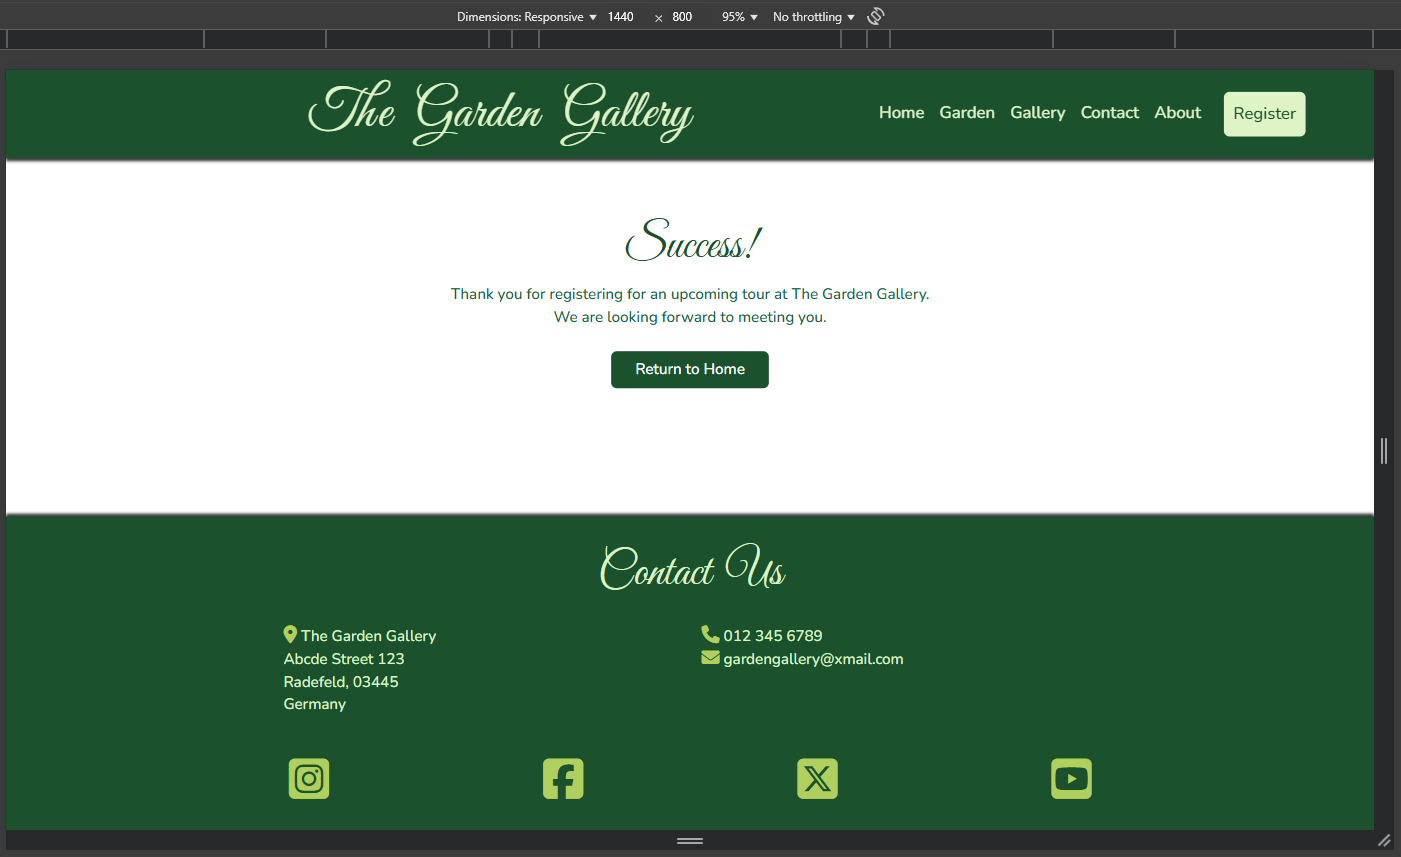 Dimensions: Responsive 1440 × 800 95% No throttling
The Garden Gallery
Home Garden Gallery Contact About Register
Success!
Thank you for registering for an upcoming tour at The Garden Gallery.
We are looking forward to meeting you.
Return to Home
Contact Us
The Garden Gallery
Abcde Street 123
Radefeld, 03445
Germany
012 345 6789
gardengallery@xmail.com